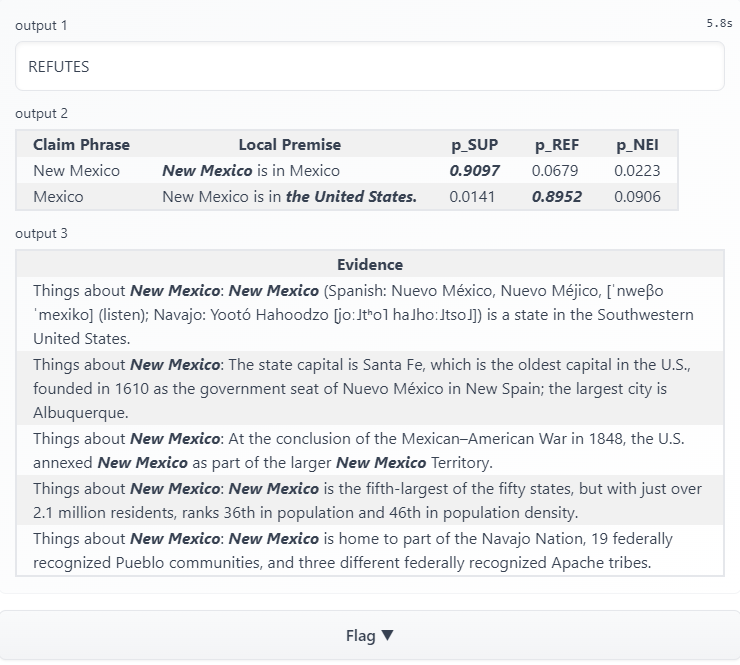 output 1
5.8s
REFUTES
output 2
Claim Phrase Local Premise p_SUP p_REF p_NEI
New Mexico New Mexico is in Mexico 0.9097 0.0679 0.0223
Mexico New Mexico is in the United States. 0.0141 0.8952 0.0906
output 3
Evidence
Things about New Mexico: New Mexico (Spanish: Nuevo México, Nuevo Méjico, [ˈnweβo
ˈmexiko] (listen); Navajo: Yootó Hahoodzo [joː˩tʰo˥ ha˩hoː˩tso˩]) is a state in the Southwestern
United States.
Things about New Mexico: The state capital is Santa Fe, which is the oldest capital in the U.S.,
founded in 1610 as the government seat of Nuevo México in New Spain; the largest city is
Albuquerque.
Things about New Mexico: At the conclusion of the Mexican–American War in 1848, the U.S.
annexed New Mexico as part of the larger New Mexico Territory.
Things about New Mexico: New Mexico is the fifth-largest of the fifty states, but with just over
2.1 million residents, ranks 36th in population and 46th in population density.
Things about New Mexico: New Mexico is home to part of the Navajo Nation, 19 federally
recognized Pueblo communities, and three different federally recognized Apache tribes.
Flag ▼